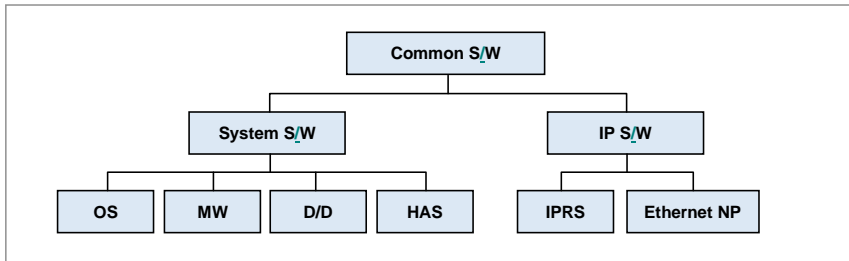 Common S/W
System S/W
IP S/W
OS
MW
D/D
HAS
IPRS
Ethernet NP